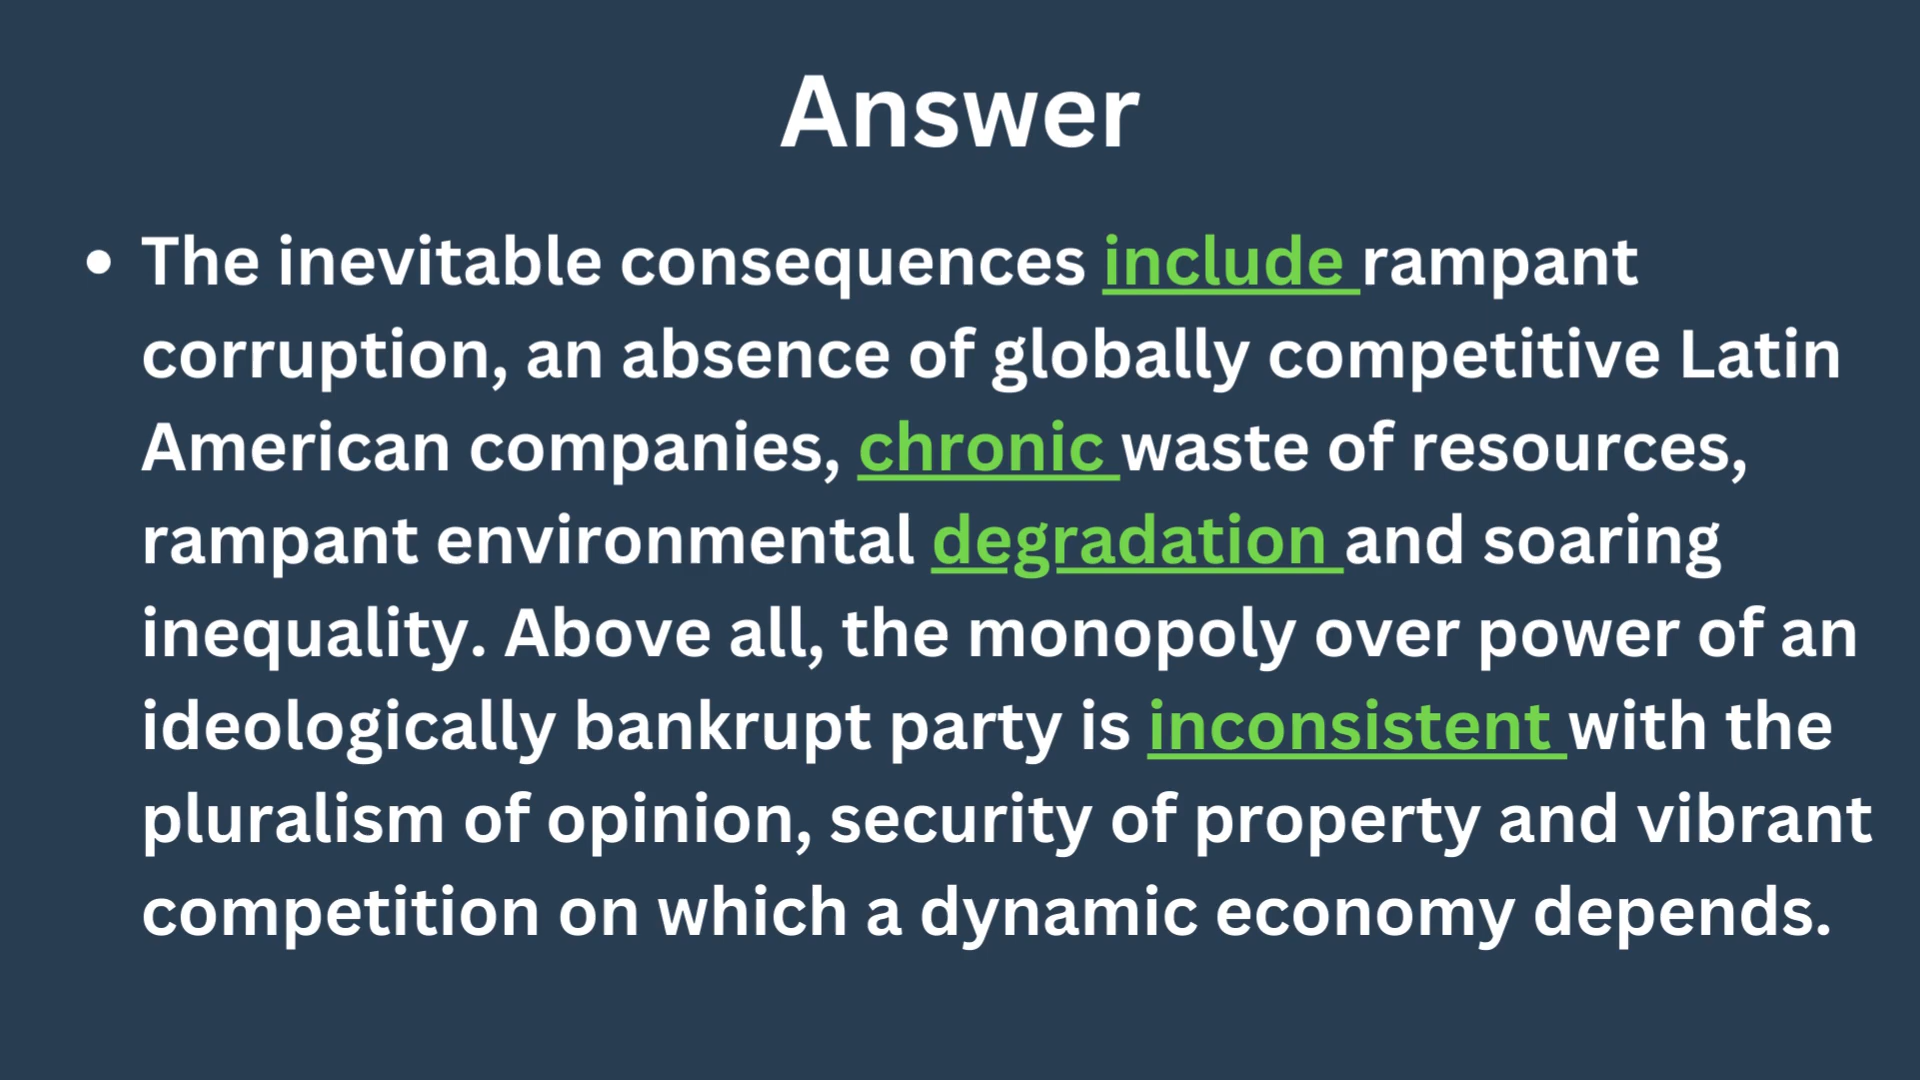 Answer
• The inevitable consequences include rampant
corruption, an absence of globally competitive Latin
American companies, chronic waste of resources,
rampant environmental degradation and soaring
inequality. Above all, the monopoly over power of an
ideologically bankrupt party is inconsistent with the
pluralism of opinion, security of property and vibrant
competition on which a dynamic economy depends.